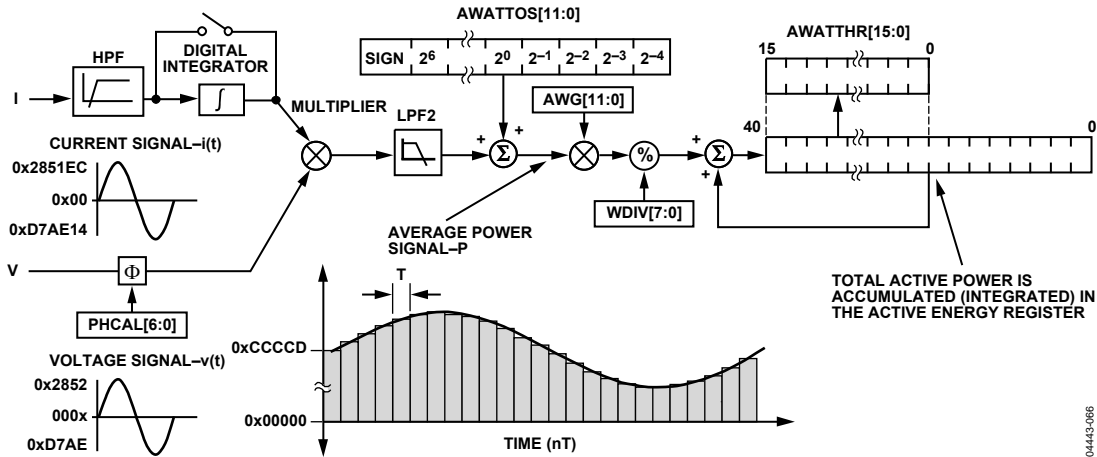 AWATTOS[11:0]
SIGN 2^6 2^0 2^–1 2^–2 2^–3 2^–4
AWATTHR[15:0]
15 0
40 0
HPF
DIGITAL
INTEGRATOR
I
∫
MULTIPLIER
LPF2
AWG[11:0]
+ +
Σ
%
+
Σ
+
WDIV[7:0]
CURRENT SIGNAL–i(t)
0x2851EC
0x00
0xD7AE14
V
Φ
PHCAL[6:0]
AVERAGE POWER
SIGNAL–P
TOTAL ACTIVE POWER IS
ACCUMULATED (INTEGRATED) IN
THE ACTIVE ENERGY REGISTER
VOLTAGE SIGNAL–v(t)
0x2852
000x
0xD7AE
T
0xCCCCD
0x00000
TIME (nT)
04443-066